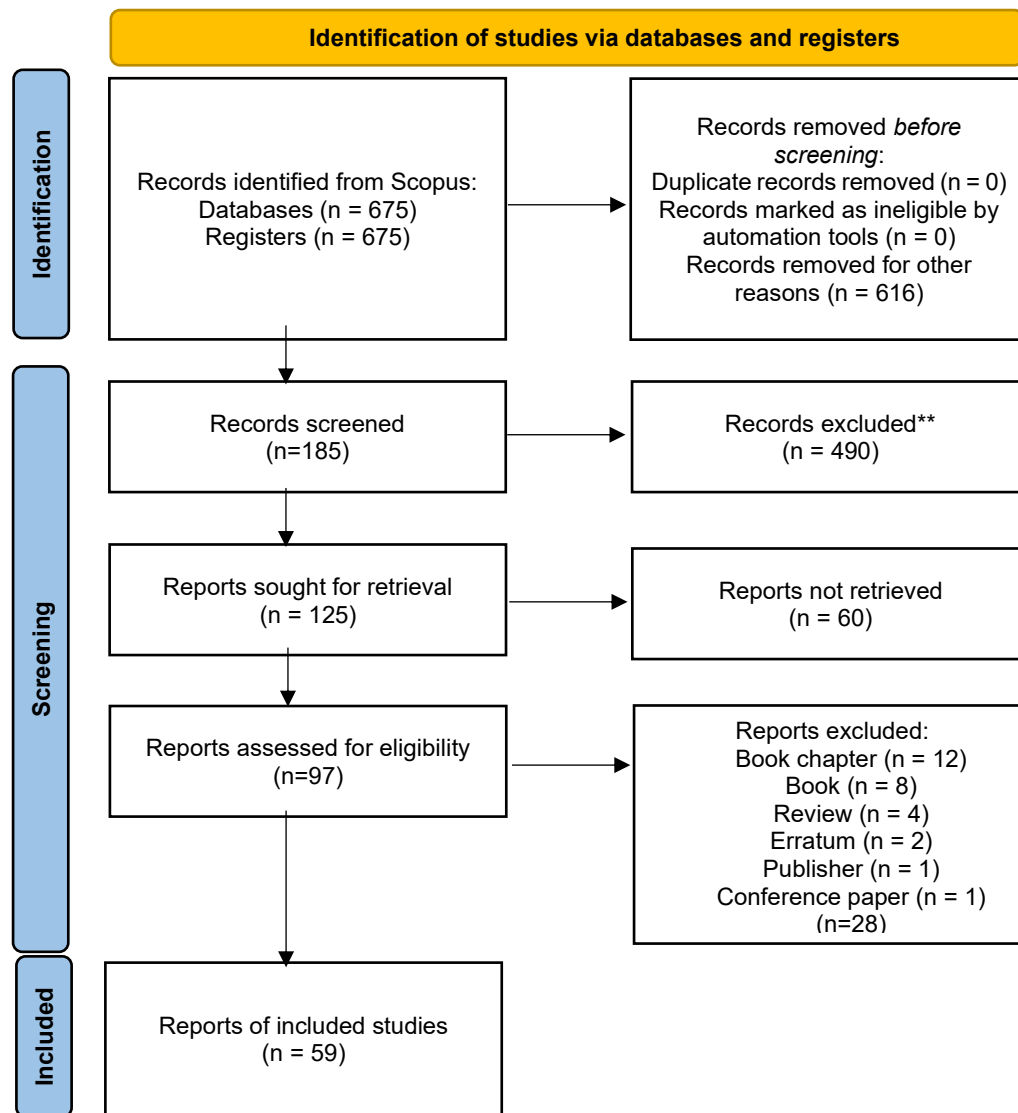 Identification of studies via databases and registers
Identification
Records identified from Scopus:
Databases (n = 675)
Registers (n = 675)
Records removed before
screening:
Duplicate records removed (n = 0)
Records marked as ineligible by
automation tools (n = 0)
Records removed for other
reasons (n = 616)
Screening
Records screened
(n=185)
Records excluded**
(n = 490)
Reports sought for retrieval
(n = 125)
Reports not retrieved
(n = 60)
Reports assessed for eligibility
(n=97)
Reports excluded:
Book chapter (n = 12)
Book (n = 8)
Review (n = 4)
Erratum (n = 2)
Publisher (n = 1)
Conference paper (n = 1)
(n=28)
Included
Reports of included studies
(n = 59)